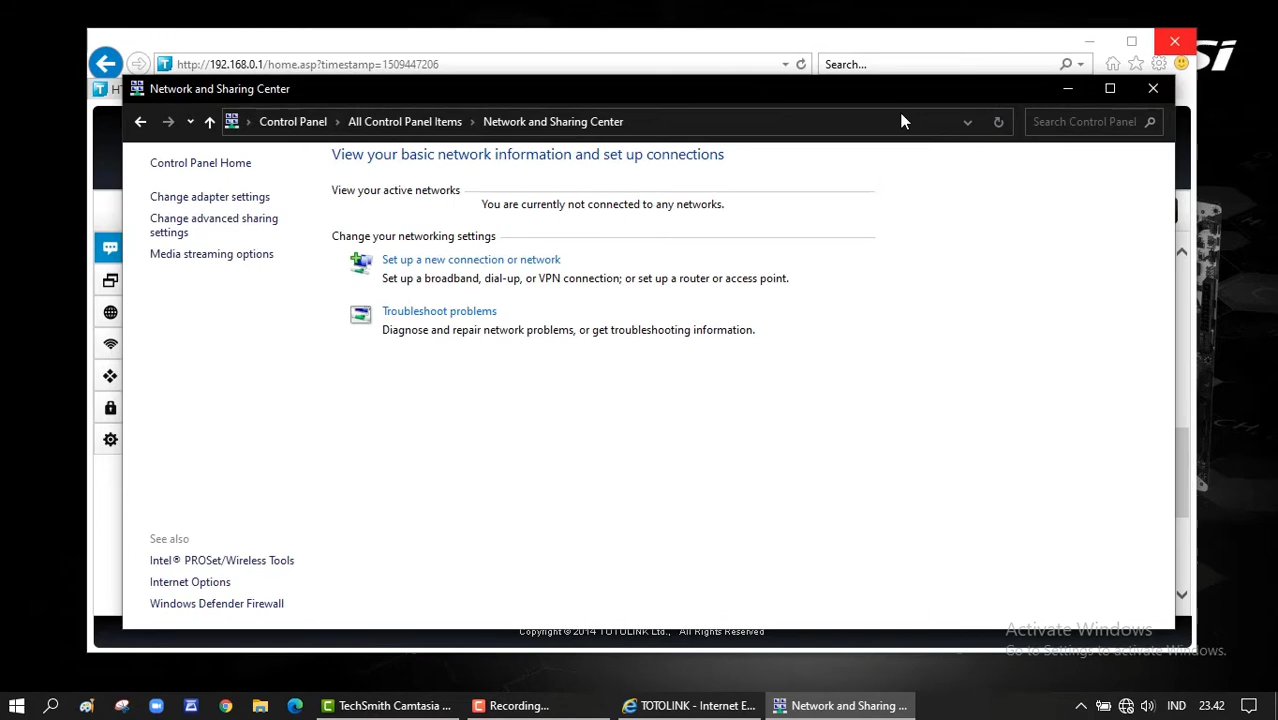 http://192.168.0.1/home.asp?timestamp=1509447206
Search...
Network and Sharing Center
Control Panel
All Control Panel Items
Network and Sharing Center
Search Control Panel
Control Panel Home
Change adapter settings
Change advanced sharing
settings
Media streaming options
View your basic network information and set up connections
View your active networks
You are currently not connected to any networks.
Change your networking settings
Set up a new connection or network
Set up a broadband, dial-up, or VPN connection; or set up a router or access point.
Troubleshoot problems
Diagnose and repair network problems, or get troubleshooting information.
See also
Intel® PROSet/Wireless Tools
Internet Options
Windows Defender Firewall
Copyright © 2014 TOTOLINK Ltd., All Rights Reserved
Activate Windows
Go to Settings to activate Windows.
TechSmith Camtasia ...
Recording...
TOTOLINK - Internet E...
Network and Sharing ...
IND
23.42